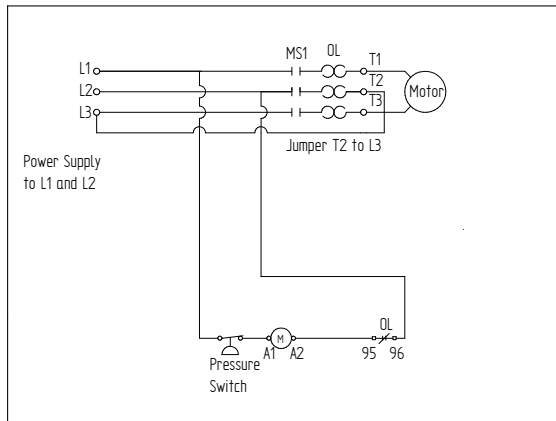 MS1 OL
L1 T1
L2 T2
Motor
L3 T3
Jumper T2 to L3
Power Supply
to L1 and L2
OL
M
A1 A2 95 96
Pressure
Switch